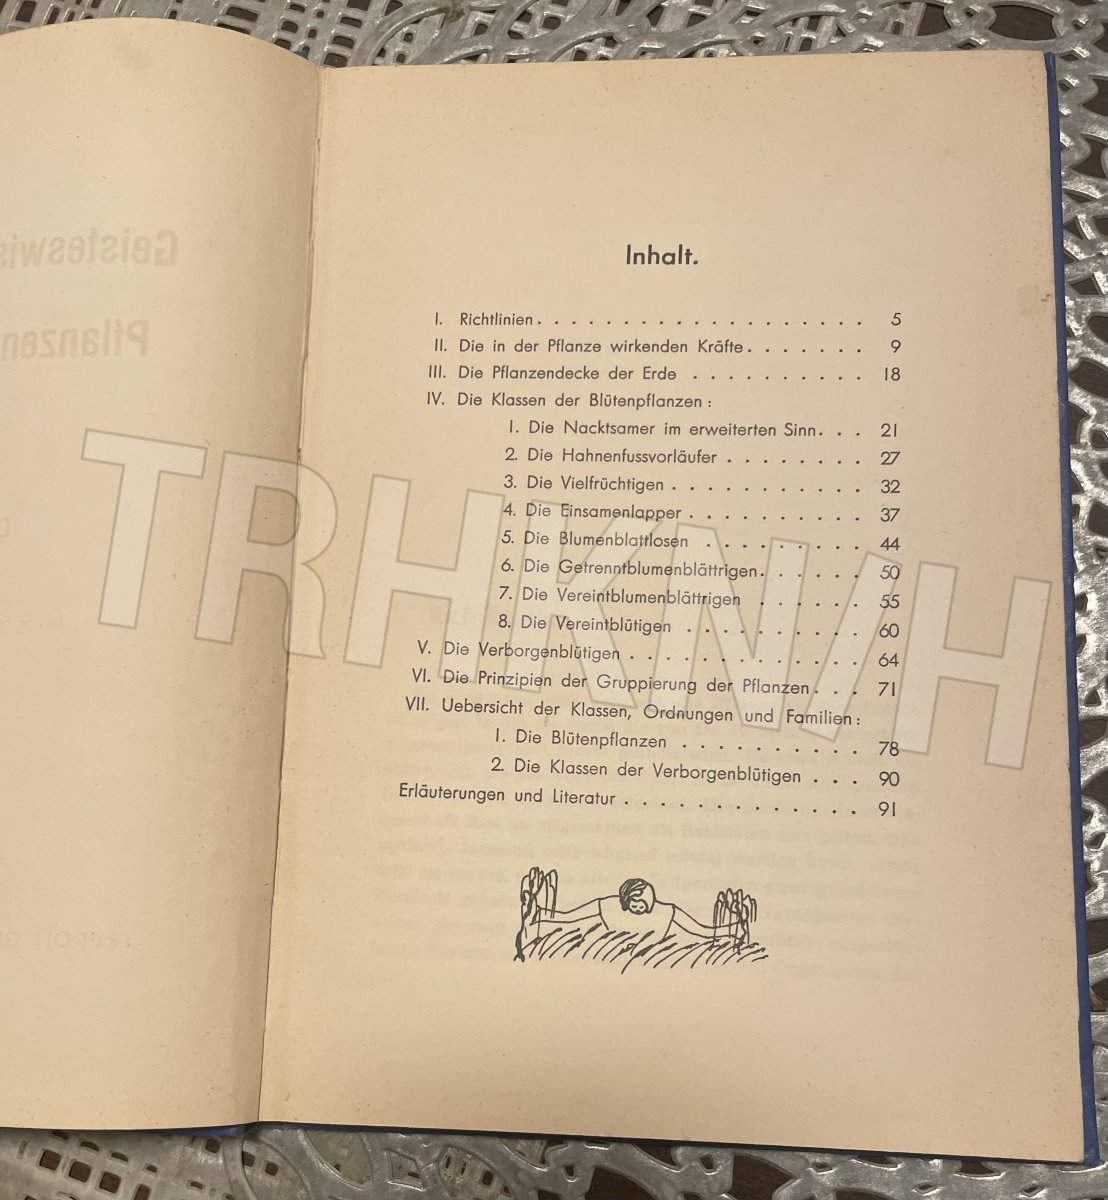 Inhalt.
I. Richtlinien . . . . . . . . . . . . . . . . . . . 5
II. Die in der Pflanze wirkenden Kräfte . . . . . . . 9
III. Die Pflanzendecke der Erde . . . . . . . . . . 18
IV. Die Klassen der Blütenpflanzen:
1. Die Nacktsamer im erweiterten Sinn . . . 21
2. Die Hahnenfussvorläufer . . . . . . . . 27
3. Die Vielfrüchtigen . . . . . . . . . . . 32
4. Die Einsamenlapper . . . . . . . . . . 37
5. Die Blumenblattlosen . . . . . . . . . 44
6. Die Getrenntblumenblättrigen . . . . . . 50
7. Die Vereintblumenblättrigen . . . . . . 55
8. Die Vereintblütigen . . . . . . . . . . 60
V. Die Verborgenblütigen . . . . . . . . . . . . . 64
VI. Die Prinzipien der Gruppierung der Pflanzen . . . 71
VII. Uebersicht der Klassen, Ordnungen und Familien:
1. Die Blütenpflanzen . . . . . . . . . . 78
2. Die Klassen der Verborgenblütigen . . . 90
Erläuterungen und Literatur . . . . . . . . . . . . . 91
TRHKN/H